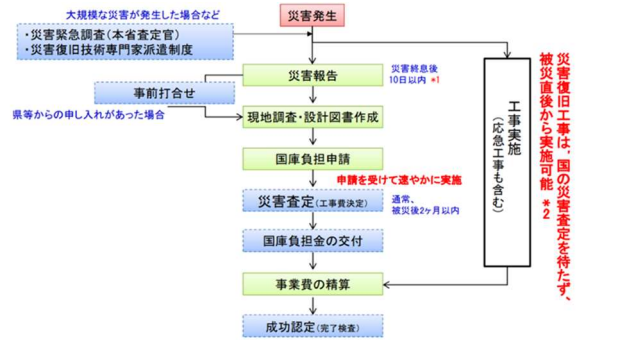 大規模な災害が発生した場合など
災害発生
・災害緊急調査(本省査定官)
・災害復旧技術専門家派遣制度
災害報告
災害終息後
10日以内 *1
事前打合せ
県等からの申し入れがあった場合
現地調査・設計図書作成
国庫負担申請
申請を受けて速やかに実施
災害査定(工事費決定)
通常、
被災後2ヶ月以内
国庫負担金の交付
事業費の精算
成功認定(完了検査)
工事実施
(応急工事も含む)
災害復旧工事は、国の災害査定を待たず、
被災直後から実施可能 *2